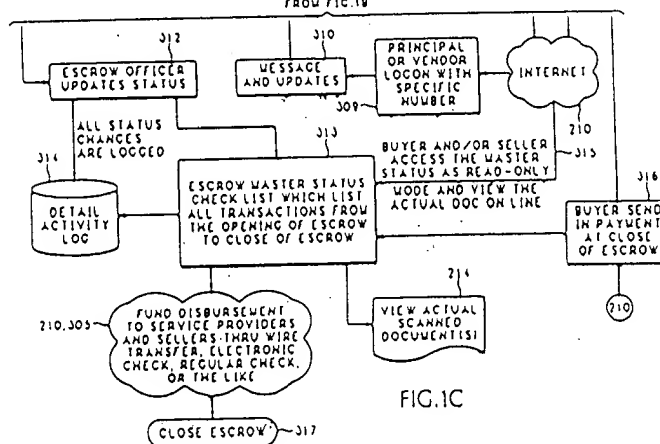 FROM FIG.1B
312
ESCROW OFFICER
UPDATES STATUS
310
MESSAGE
AND UPDATES
PRINCIPAL
OR VENDOR
LOGON WITH
SPECIFIC
NUMBER
309
INTERNET
210
ALL STATUS
CHANGES
ARE LOGGED
314
DETAIL
ACTIVITY
LOG
313
ESCROW MASTER STATUS
CHECK LIST WHICH LIST
ALL TRANSACTIONS FROM
THE OPENING OF ESCROW
TO CLOSE OF ESCROW
BUYER AND/OR SELLER
ACCESS THE MASTER
STATUS AS READ-ONLY
MODE AND VIEW THE
ACTUAL DOC ON LINE
315
316
BUYER SEND
IN PAYMENT
AT CLOSE
OF ESCROW
210
210,305
FUND DISBURSEMENT
TO SERVICE PROVIDERS
AND SELLERS-THRU WIRE
TRANSFER, ELECTRONIC
CHECK, REGULAR CHECK,
OR THE LIKE
214
VIEW ACTUAL
SCANNED
DOCUMENT(S)
CLOSE ESCROW
317
FIG.1C